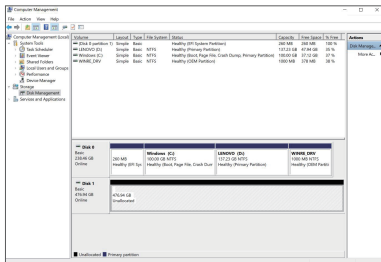 Computer Management
File Action View Help
Computer Management (Local)
System Tools
Task Scheduler
Event Viewer
Shared Folders
Local Users and Groups
Performance
Device Manager
Storage
Disk Management
Services and Applications
Volume Layout Type File System Status Capacity Free Space % Free
(Disk 0 partition 1) Simple Basic Healthy (EFI System Partition) 260 MB 260 MB 100 %
LENOVO (D:) Simple Basic NTFS Healthy (Primary Partition) 137.23 GB 47.94 GB 35 %
Windows (C:) Simple Basic NTFS Healthy (Boot, Page File, Crash Dump, Primary Partition) 100.00 GB 37.12 GB 37 %
WINRE_DRV Simple Basic NTFS Healthy (OEM Partition) 1000 MB 378 MB 38 %
Actions
Disk Manage...
More Ac...
Disk 0
Basic
238.46 GB
Online
260 MB
Healthy (EFI Sys
Windows (C:)
100.00 GB NTFS
Healthy (Boot, Page File, Crash Dum
LENOVO (D:)
137.23 GB NTFS
Healthy (Primary Partition)
WINRE_DRV
1000 MB NTFS
Healthy (OEM Partiti
Disk 1
Basic
476.94 GB
Online
476.94 GB
Unallocated
Unallocated Primary partition